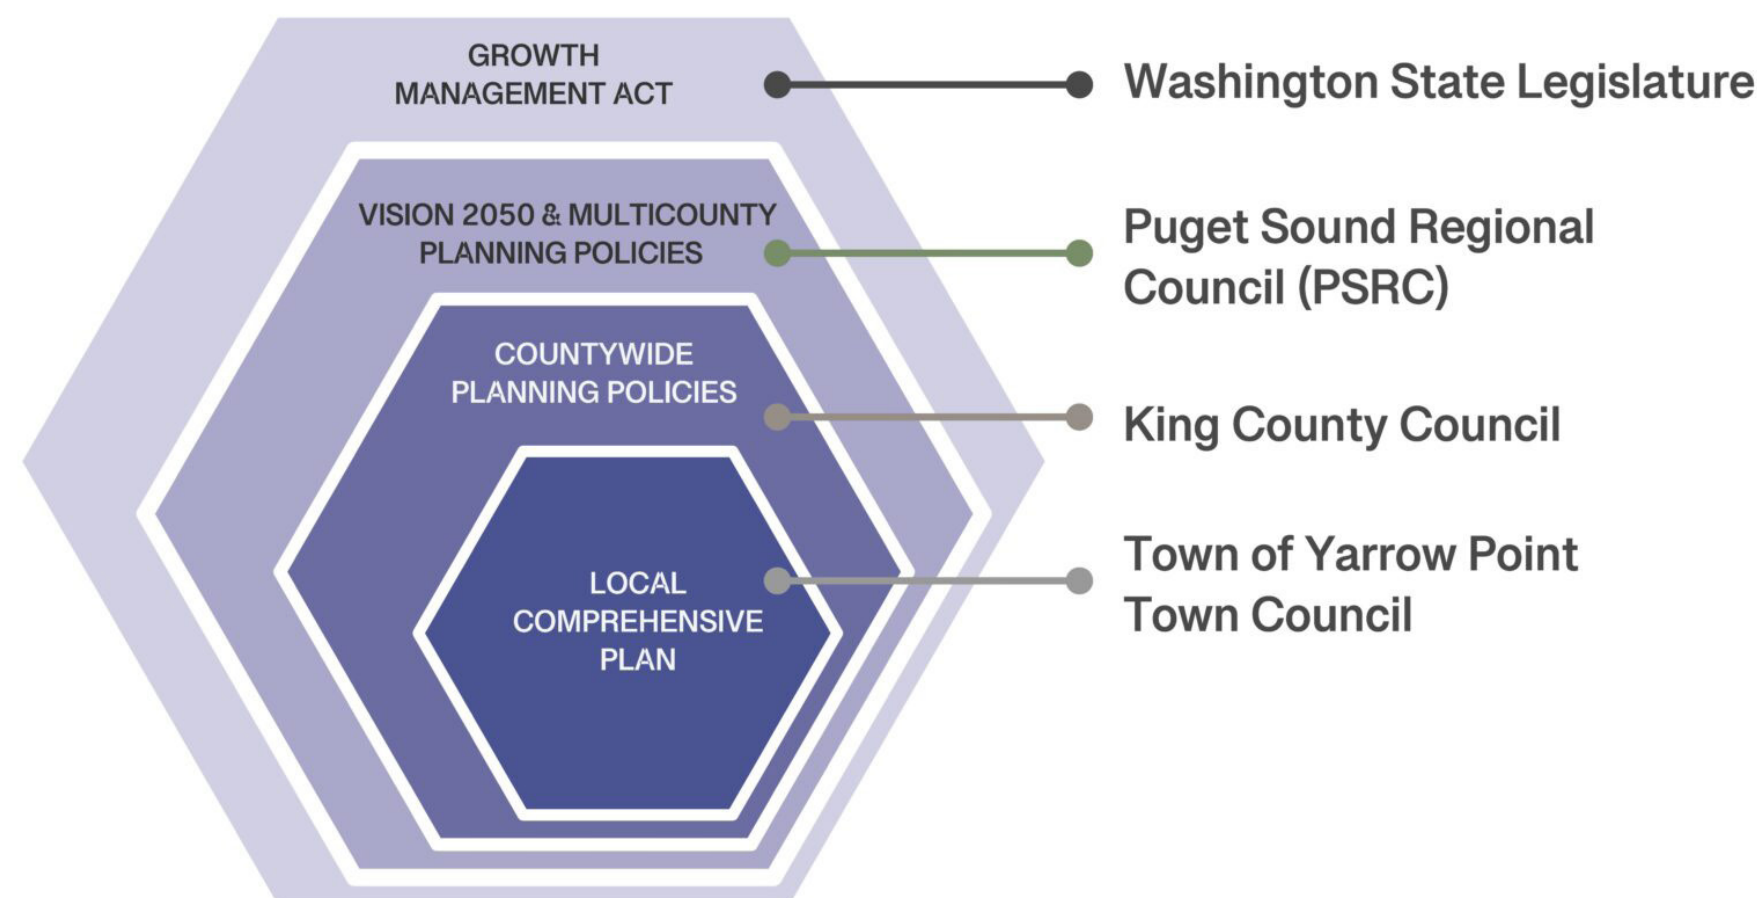 GROWTH
MANAGEMENT ACT
Washington State Legislature
VISION 2050 & MULTICOUNTY
PLANNING POLICIES
Puget Sound Regional
Council (PSRC)
COUNTYWIDE
PLANNING POLICIES
King County Council
LOCAL
COMPREHENSIVE
PLAN
Town of Yarrow Point
Town Council